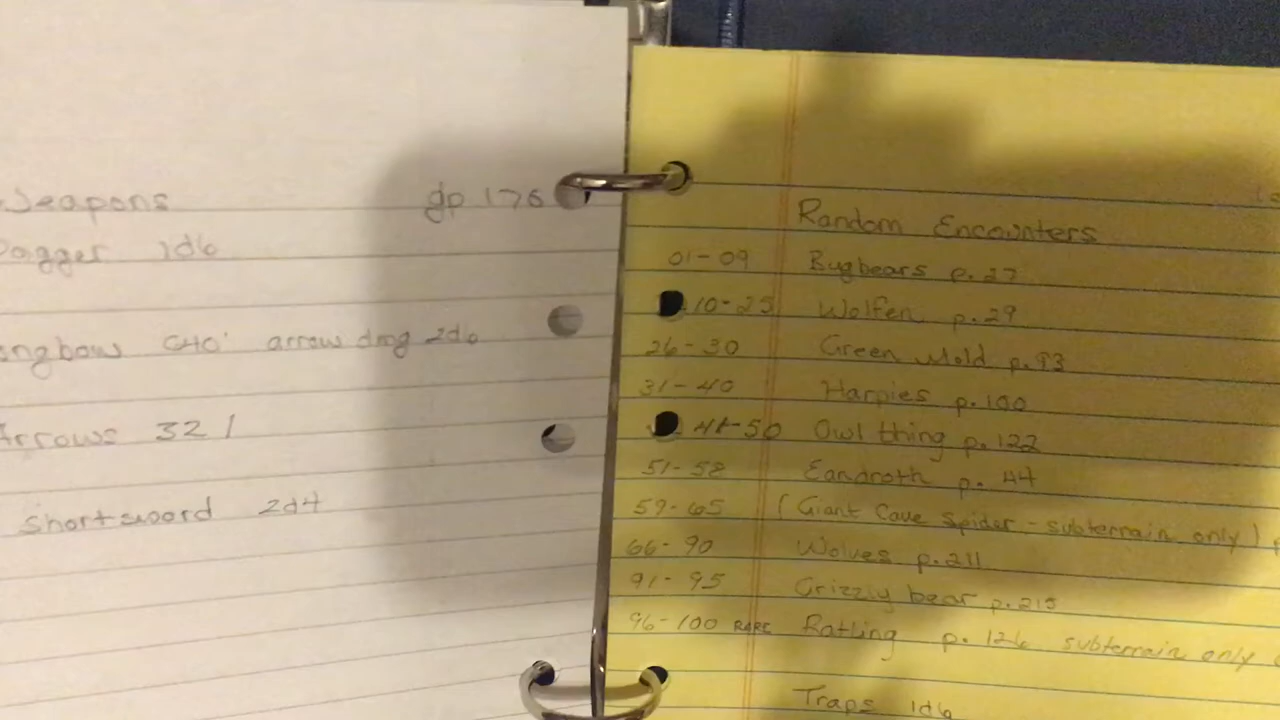 Weapons gp 176
Dagger 1d6
longbow 640' arrow dmg 2d6
Arrows 32 /
Shortsword 2d4
Random Encounters
01-09 Bugbears p.27
10-25 Wolfen p.29
26-30 Green Mold p.93
31-40 Harpies p.100
41-50 Owl thing p.122
51-58 Eandroth p.44
59-65 (Giant Cave Spider - subterrain only)
66-90 Wolves p.211
91-95 Grizzly bear p.215
96-100 RARE Ratling p.126 subterrain only
Traps 1d6